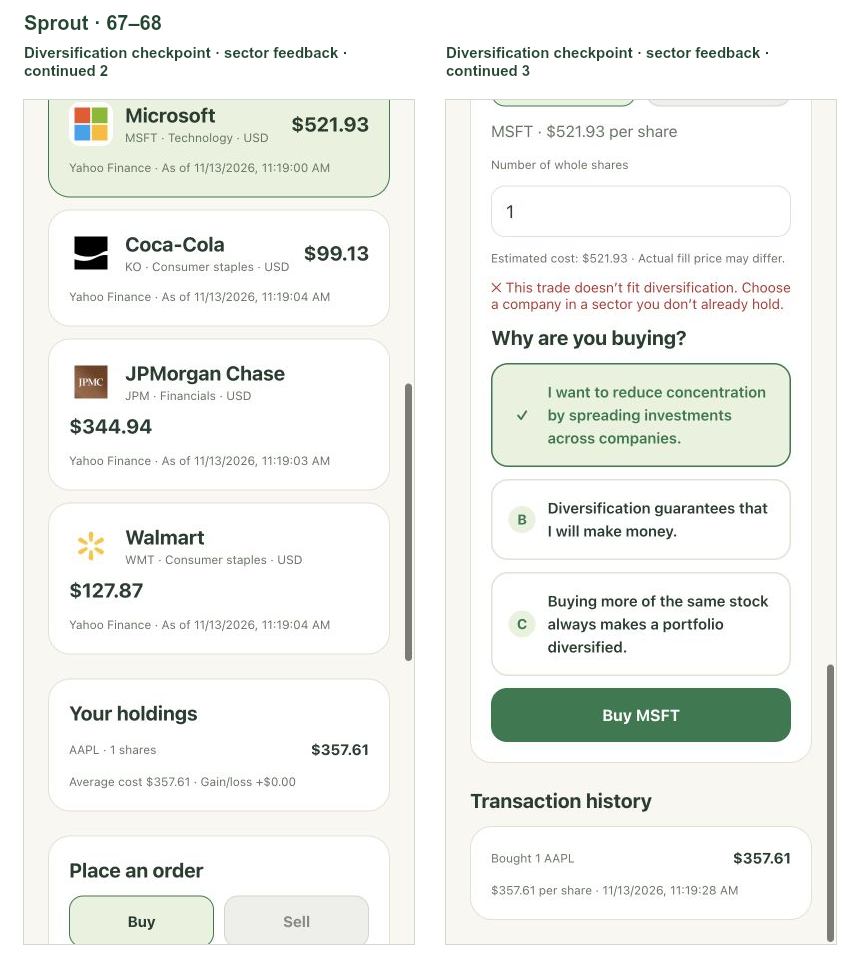 Sprout · 67–68
Diversification checkpoint · sector feedback ·
continued 2
Microsoft
$521.93
MSFT · Technology · USD
Yahoo Finance · As of 11/13/2026, 11:19:00 AM
Coca-Cola
$99.13
KO · Consumer staples · USD
Yahoo Finance · As of 11/13/2026, 11:19:04 AM
JPMC
JPMorgan Chase
JPM · Financials · USD
$344.94
Yahoo Finance · As of 11/13/2026, 11:19:03 AM
Walmart
WMT · Consumer staples · USD
$127.87
Yahoo Finance · As of 11/13/2026, 11:19:04 AM
Your holdings
AAPL · 1 shares
$357.61
Average cost $357.61 · Gain/loss +$0.00
Place an order
Buy
Sell
Diversification checkpoint · sector feedback ·
continued 3
MSFT · $521.93 per share
Number of whole shares
1
Estimated cost: $521.93 · Actual fill price may differ.
✕ This trade doesn’t fit diversification. Choose
a company in a sector you don’t already hold.
Why are you buying?
✓
I want to reduce concentration
by spreading investments
across companies.
B
Diversification guarantees that
I will make money.
C
Buying more of the same stock
always makes a portfolio
diversified.
Buy MSFT
Transaction history
Bought 1 AAPL
$357.61
$357.61 per share · 11/13/2026, 11:19:28 AM